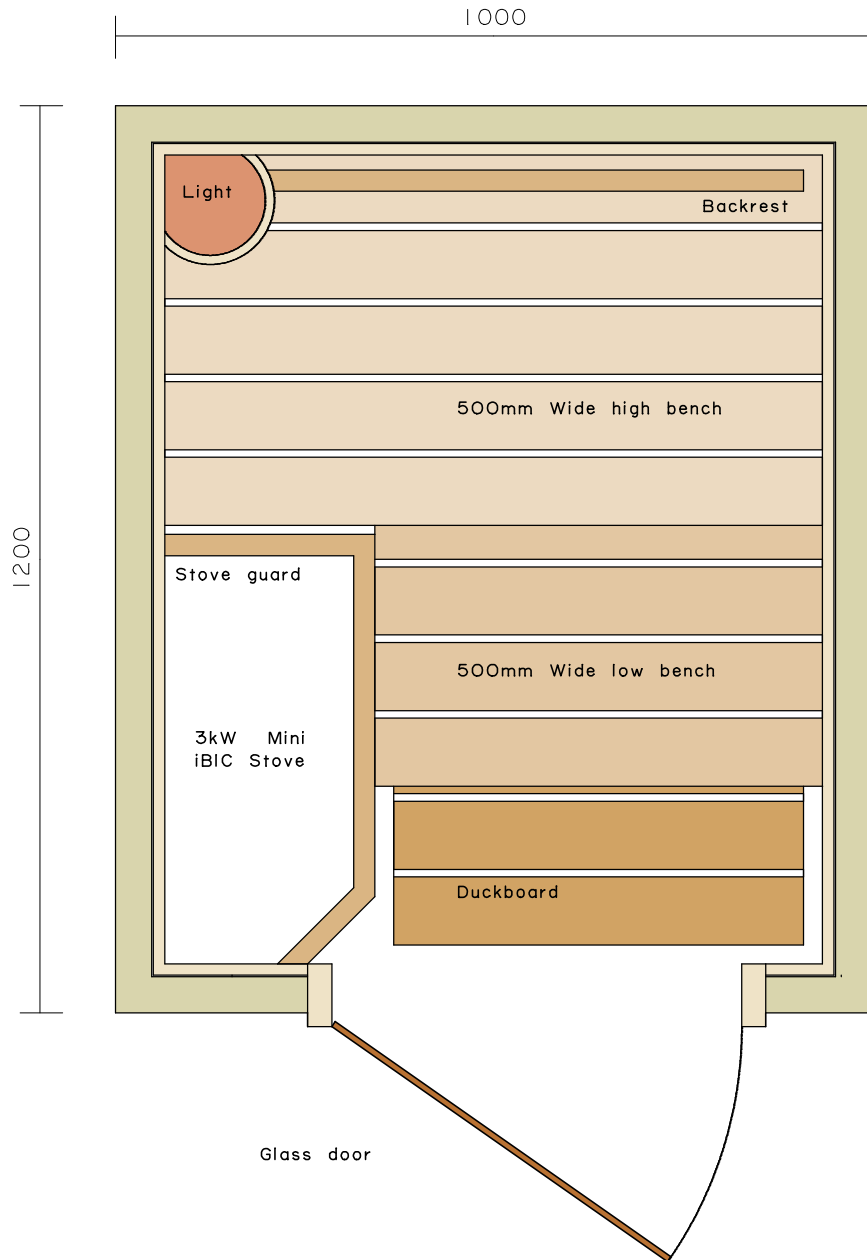 1000
Light
Backrest
500mm Wide high bench
1200
Stove guard
500mm Wide low bench
3kW Mini
iBIC Stove
Duckboard
Glass door